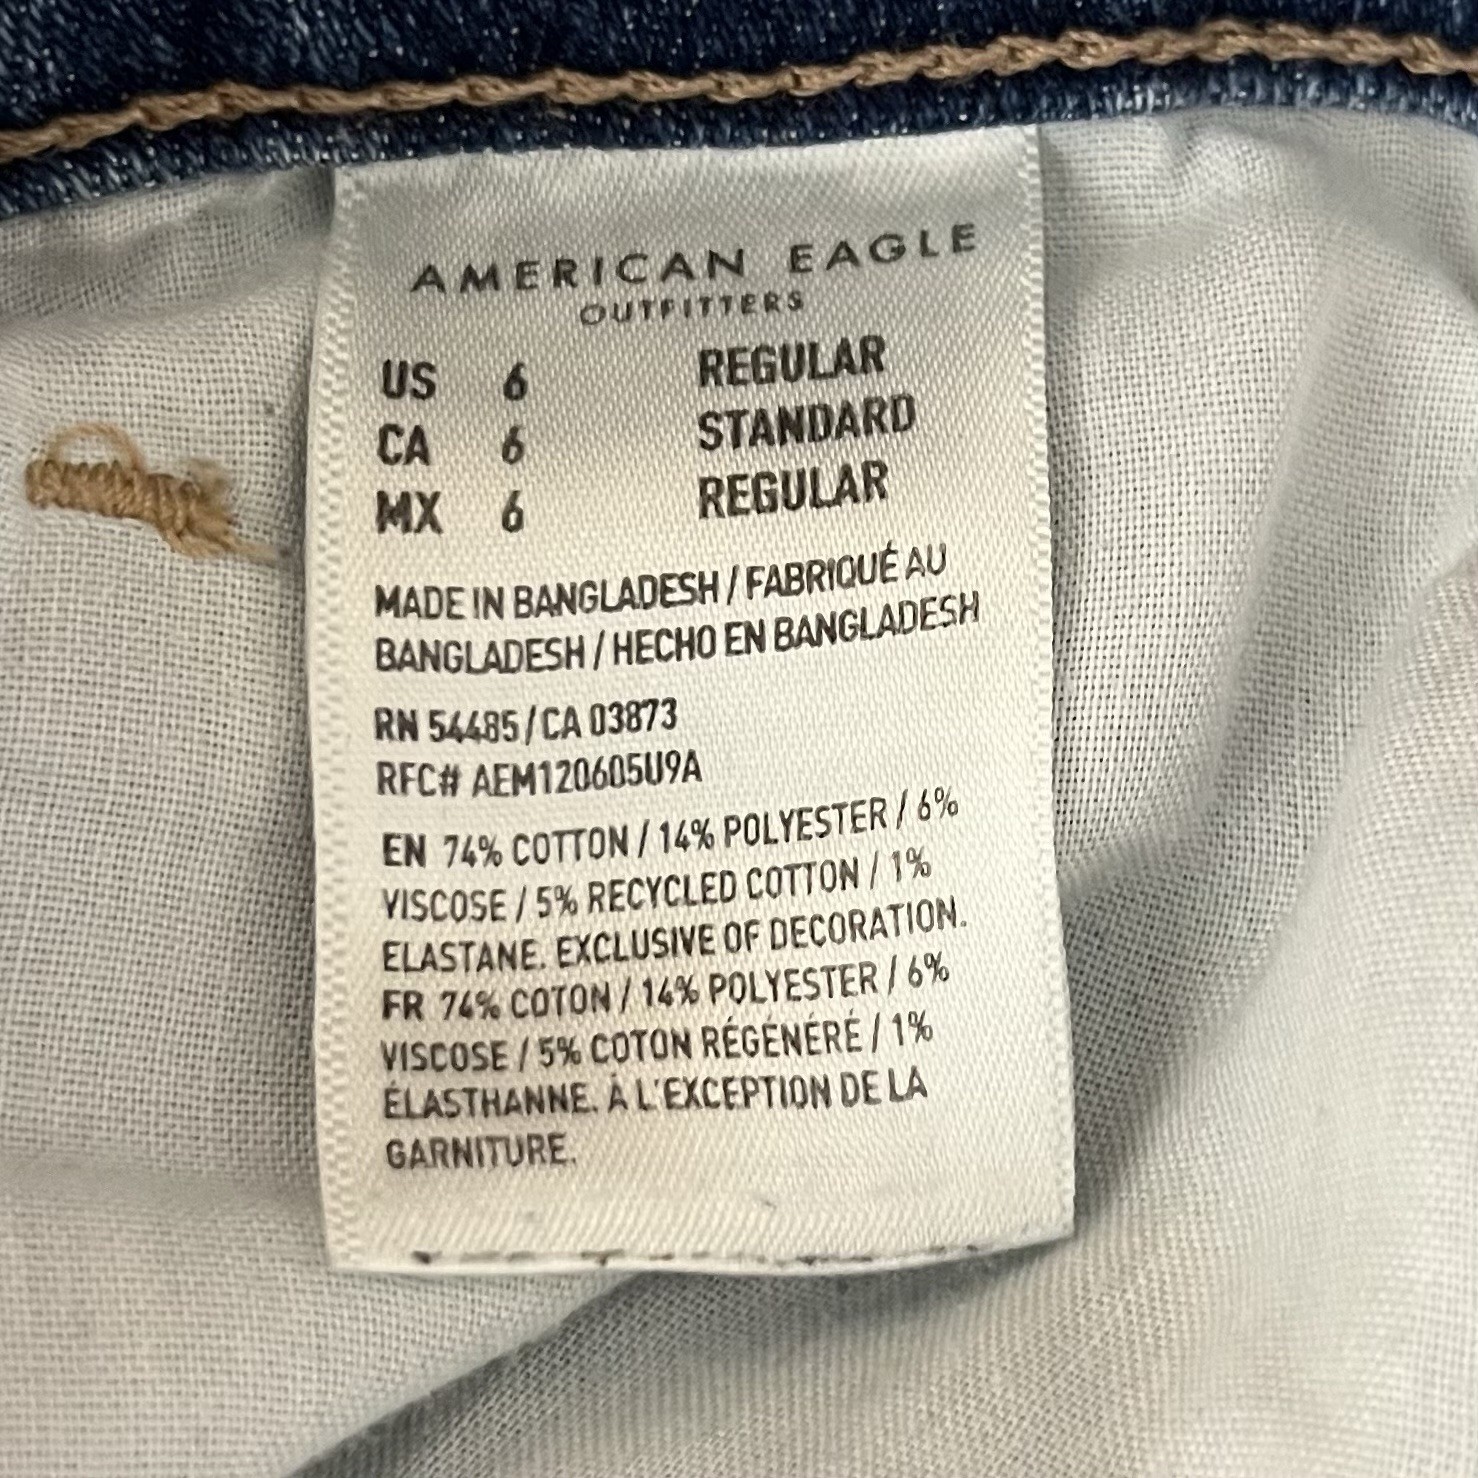 AMERICAN EAGLE
OUTFITTERS
US 6 REGULAR
CA 6 STANDARD
MX 6 REGULAR
MADE IN BANGLADESH / FABRIQUÉ AU
BANGLADESH / HECHO EN BANGLADESH
RN 54485 / CA 03873
RFC# AEM120605U9A
EN 74% COTTON / 14% POLYESTER / 6%
VISCOSE / 5% RECYCLED COTTON / 1%
ELASTANE. EXCLUSIVE OF DECORATION.
FR 74% COTON / 14% POLYESTER / 6%
VISCOSE / 5% COTON RÉGÉNÉRÉ / 1%
ÉLASTHANNE. À L'EXCEPTION DE LA
GARNITURE.